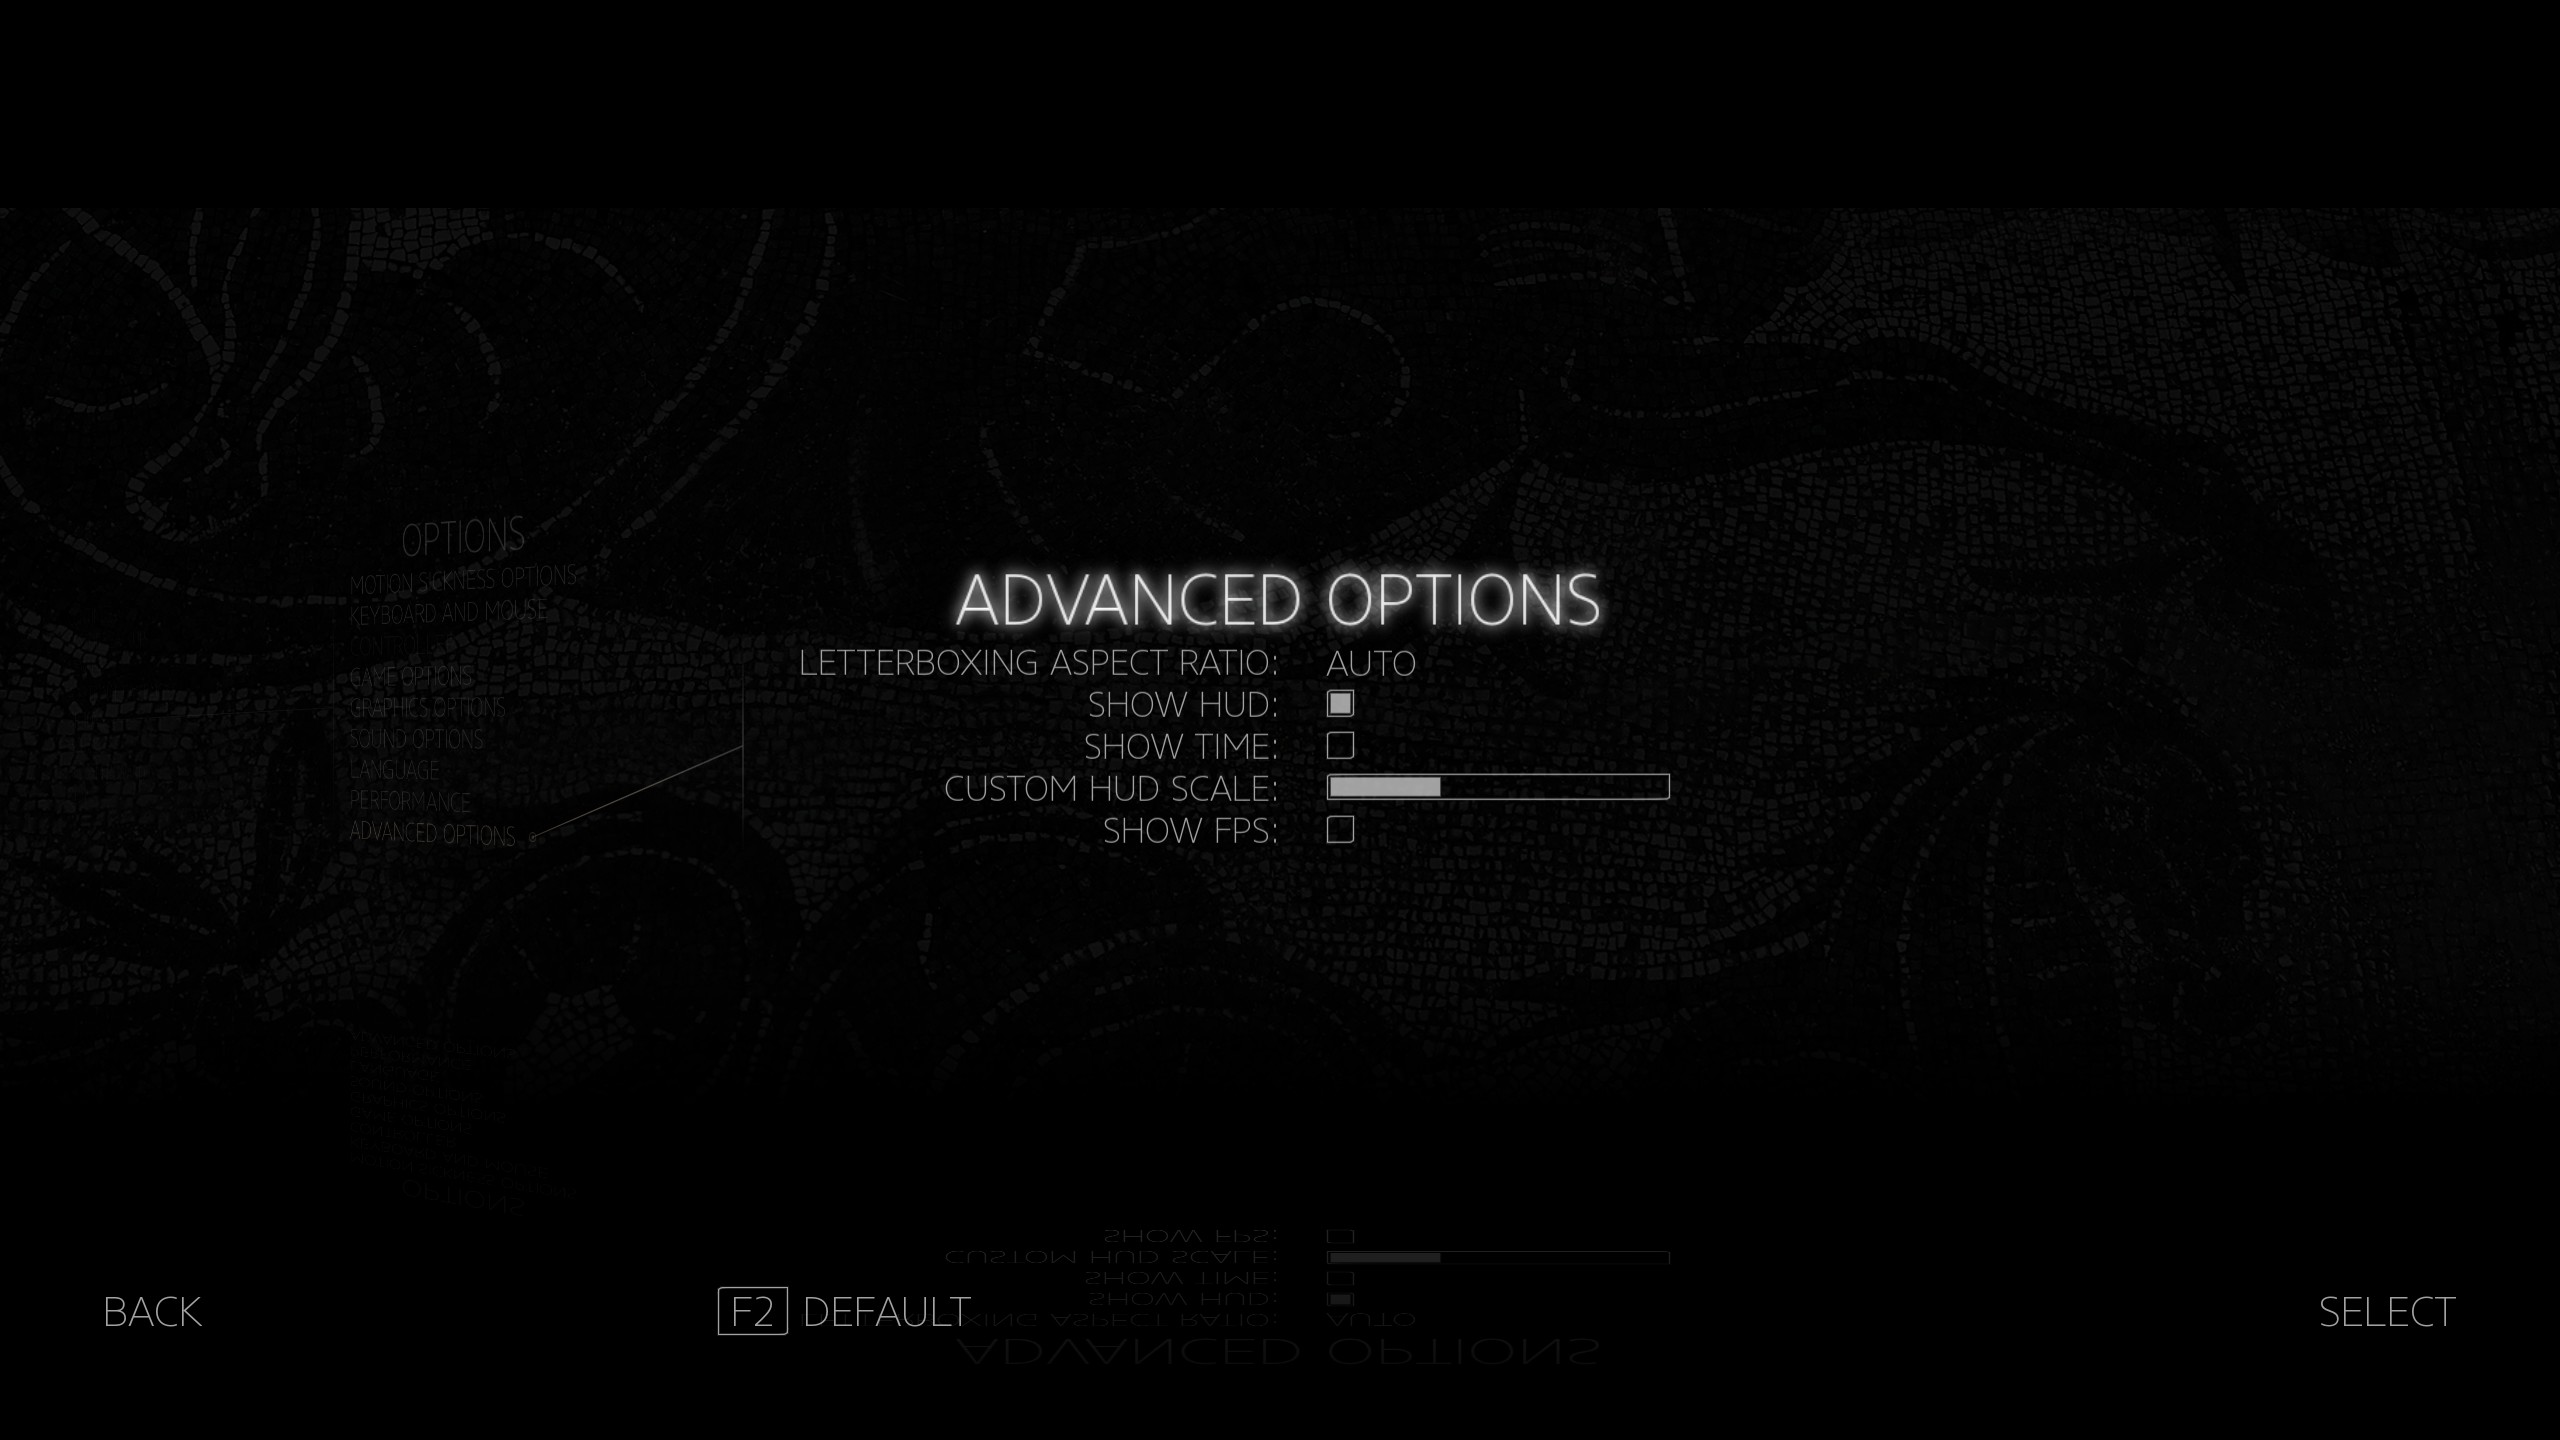 OPTIONS
MOTION SICKNESS OPTIONS
KEYBOARD AND MOUSE
GAME OPTIONS
GRAPHICS OPTIONS
SOUND OPTIONS
LANGUAGE
PERFORMANCE
ADVANCED OPTIONS
ADVANCED OPTIONS
LETTERBOXING ASPECT RATIO: AUTO
SHOW HUD:
SHOW TIME:
CUSTOM HUD SCALE:
SHOW FPS:
BACK
F2 DEFAULT
SELECT